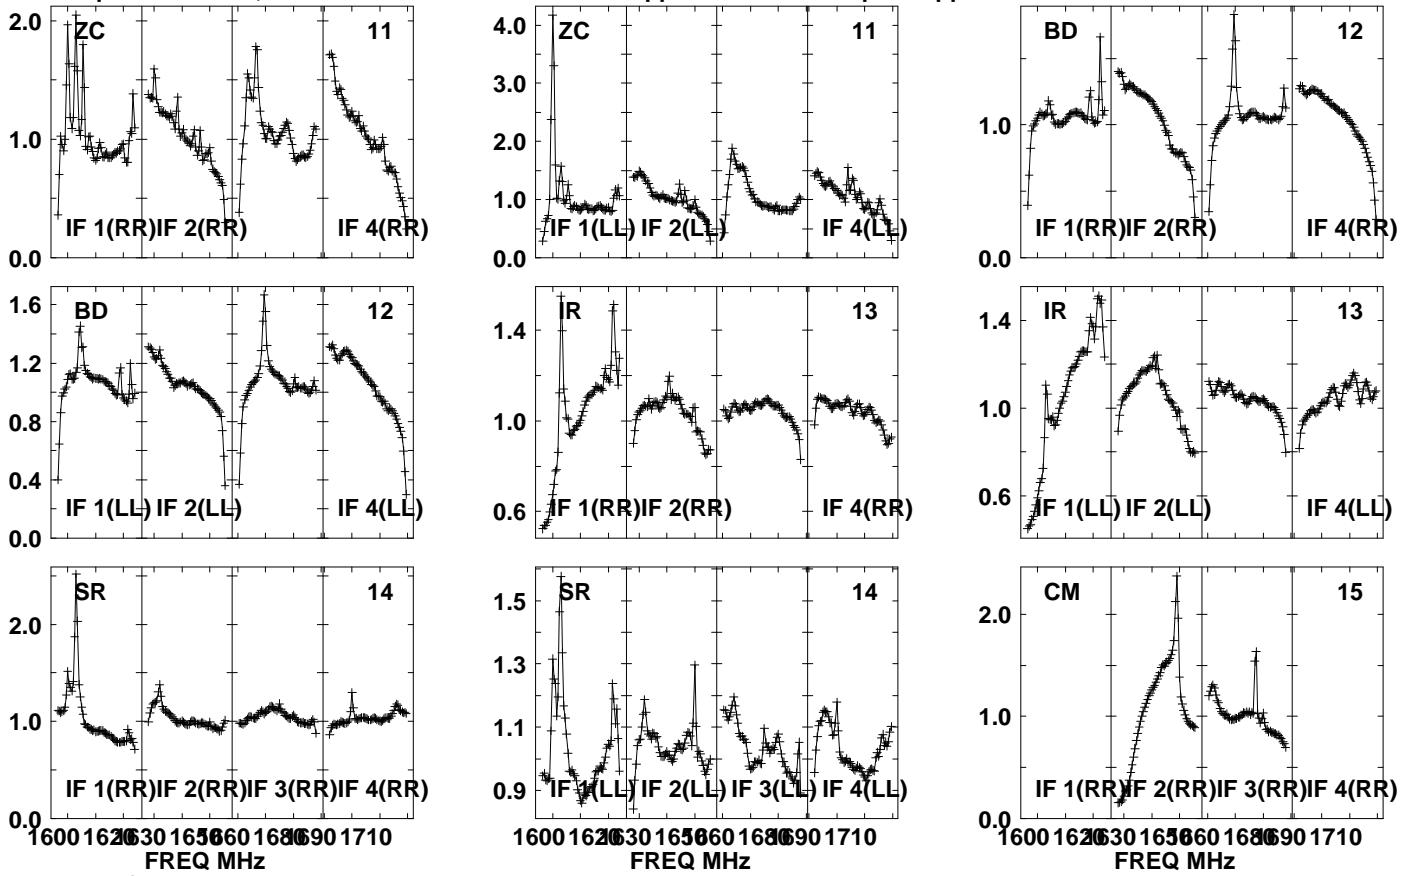 2.0 ZC 11
1.0
IF 1(RR) IF 2(RR) IF 4(RR)
0.0
4.0 ZC 11
3.0
2.0
1.0
IF 1(LL) IF 2(LL) IF 4(LL)
0.0
BD 12
1.0
IF 1(RR) IF 2(RR) IF 4(RR)
0.0
1.6 BD 12
1.2
0.8
0.4
IF 1(LL) IF 2(LL) IF 4(LL)
0.0
IR 13
1.4
1.0
0.6 IF 1(RR) IF 2(RR) IF 4(RR)
IR 13
1.4
1.0
0.6 IF 1(LL) IF 2(LL) IF 4(LL)
SR 14
2.0
1.0
IF 1(RR) IF 2(RR) IF 3(RR) IF 4(RR)
0.0
1600 1620 1630 1650 1660 1680 1690 1710
FREQ MHz
1.5 SR 14
1.3
1.1
0.9 IF 1(LL) IF 2(LL) IF 3(LL) IF 4(LL)
1600 1620 1630 1650 1660 1680 1690 1710
FREQ MHz
CM 15
2.0
1.0
IF 1(RR) IF 2(RR) IF 3(RR) IF 4(RR)
0.0
1600 1620 1630 1650 1660 1680 1690 1710
FREQ MHz